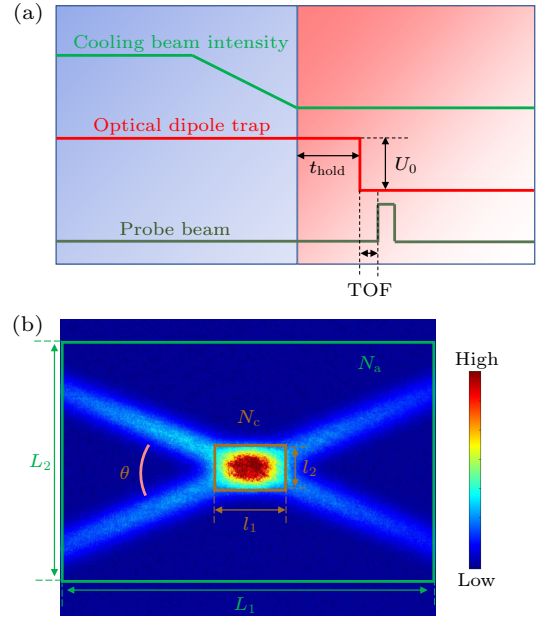 (a)
Cooling beam intensity
Optical dipole trap
t_hold
U_0
Probe beam
TOF
(b)
N_a
High
N_c
L_2
θ
l_2
l_1
Low
L_1